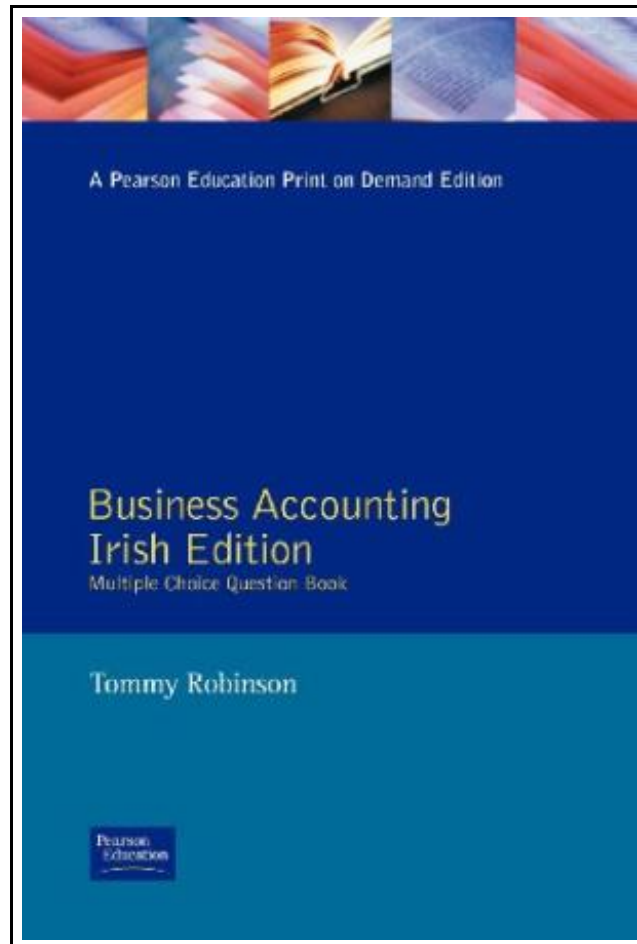 A Pearson Education Print on Demand Edition
Business Accounting
Irish Edition
Multiple Choice Question Book
Tommy Robinson
Pearson
Education